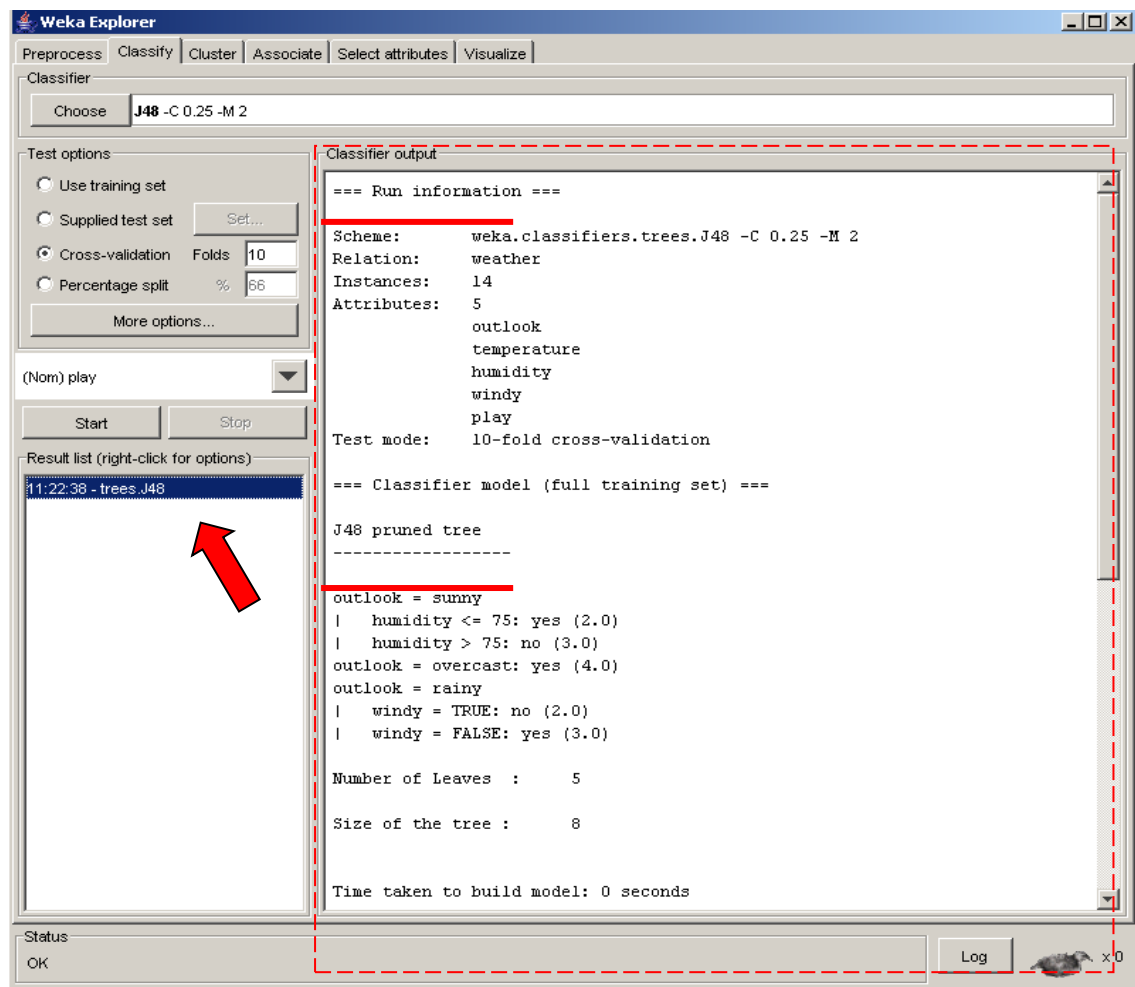 Weka Explorer
Preprocess Classify Cluster Associate Select attributes Visualize
Classifier
Choose J48 -C 0.25 -M 2
Test options
Use training set
Supplied test set Set...
Cross-validation Folds 10
Percentage split % 66
More options...
(Nom) play
Start Stop
Result list (right-click for options)
11:22:38 - trees.J48
Classifier output
=== Run information ===
Scheme: weka.classifiers.trees.J48 -C 0.25 -M 2
Relation: weather
Instances: 14
Attributes: 5
outlook
temperature
humidity
windy
play
Test mode: 10-fold cross-validation
=== Classifier model (full training set) ===
J48 pruned tree
------------------
outlook = sunny
|   humidity <= 75: yes (2.0)
|   humidity > 75: no (3.0)
outlook = overcast: yes (4.0)
outlook = rainy
|   windy = TRUE: no (2.0)
|   windy = FALSE: yes (3.0)
Number of Leaves  : 5
Size of the tree : 8
Time taken to build model: 0 seconds
Status
OK
Log x 0